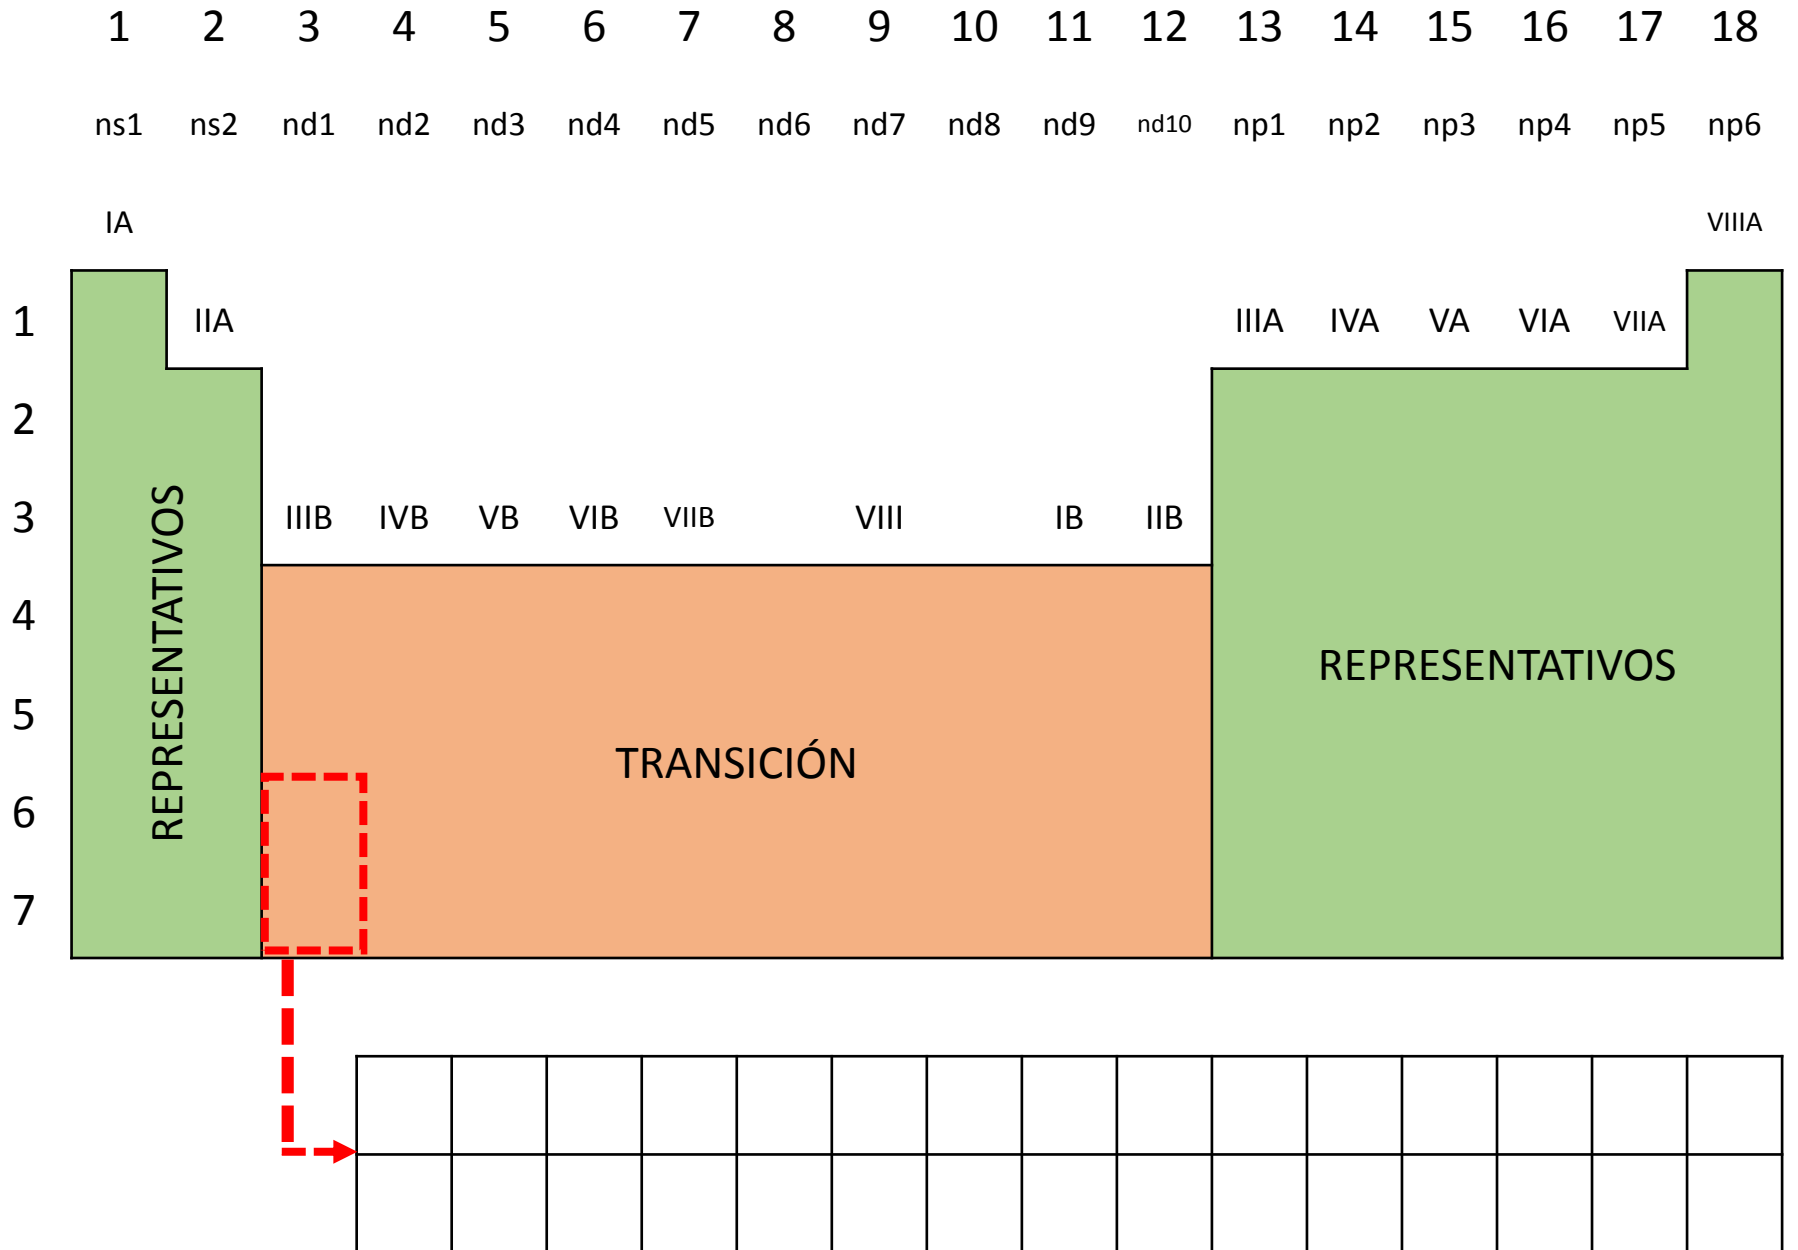 1 2 3 4 5 6 7 8 9 10 11 12 13 14 15 16 17 18
ns1 ns2 nd1 nd2 nd3 nd4 nd5 nd6 nd7 nd8 nd9 nd10 np1 np2 np3 np4 np5 np6
IA VIIIA
1 IIA IIIA IVA VA VIA VIIA
2
3 IIIB IVB VB VIB VIIB VIII IB IIB
4
5
6
7
REPRESENTATIVOS
TRANSICIÓN
REPRESENTATIVOS